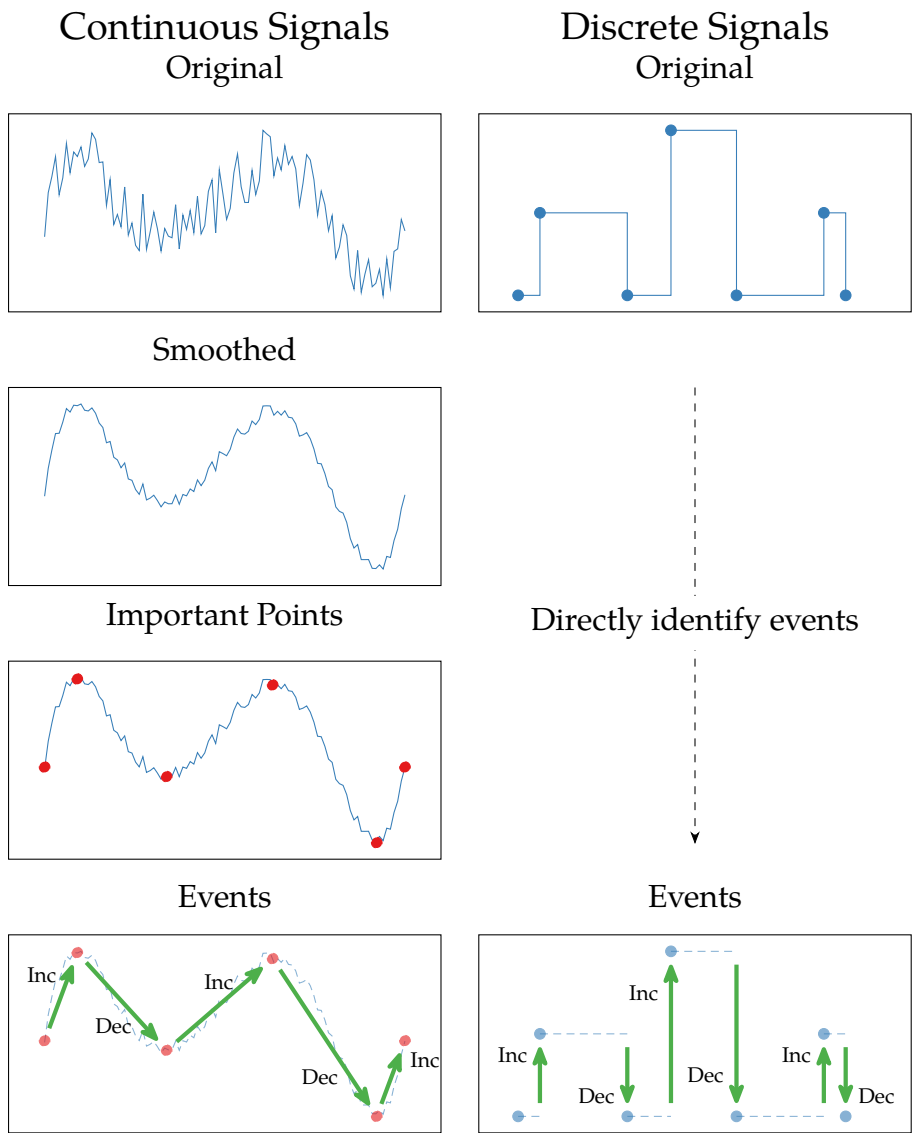 Continuous Signals
Original
Discrete Signals
Original
Smoothed
Important Points
Directly identify events
Events
Inc
Dec
Inc
Dec
Inc
Events
Inc
Dec
Inc
Dec
Inc
Dec